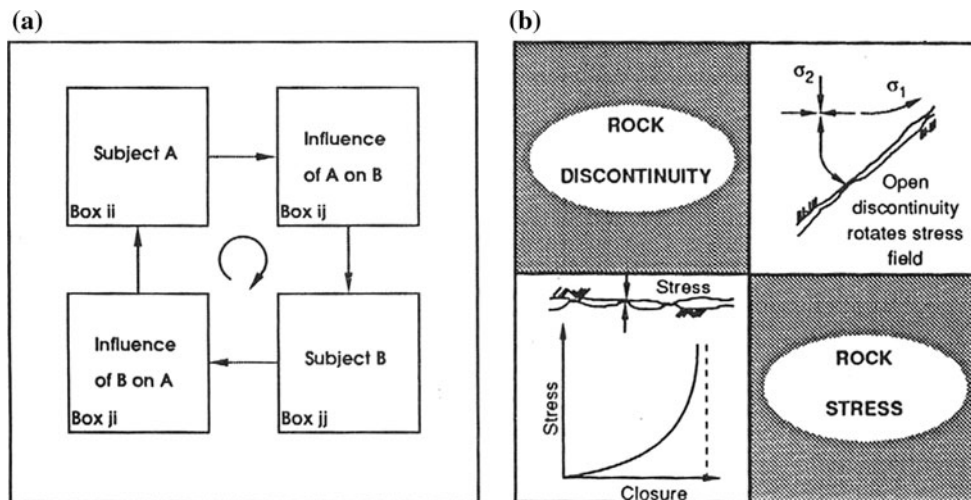 (a)
Subject A
Box ii
Influence
of A on B
Box ij
Influence
of B on A
Box ji
Subject B
Box jj
(b)
ROCK
DISCONTINUITY
σ2
σ1
Open
discontinuity
rotates stress
field
Stress
Stress
Closure
ROCK
STRESS